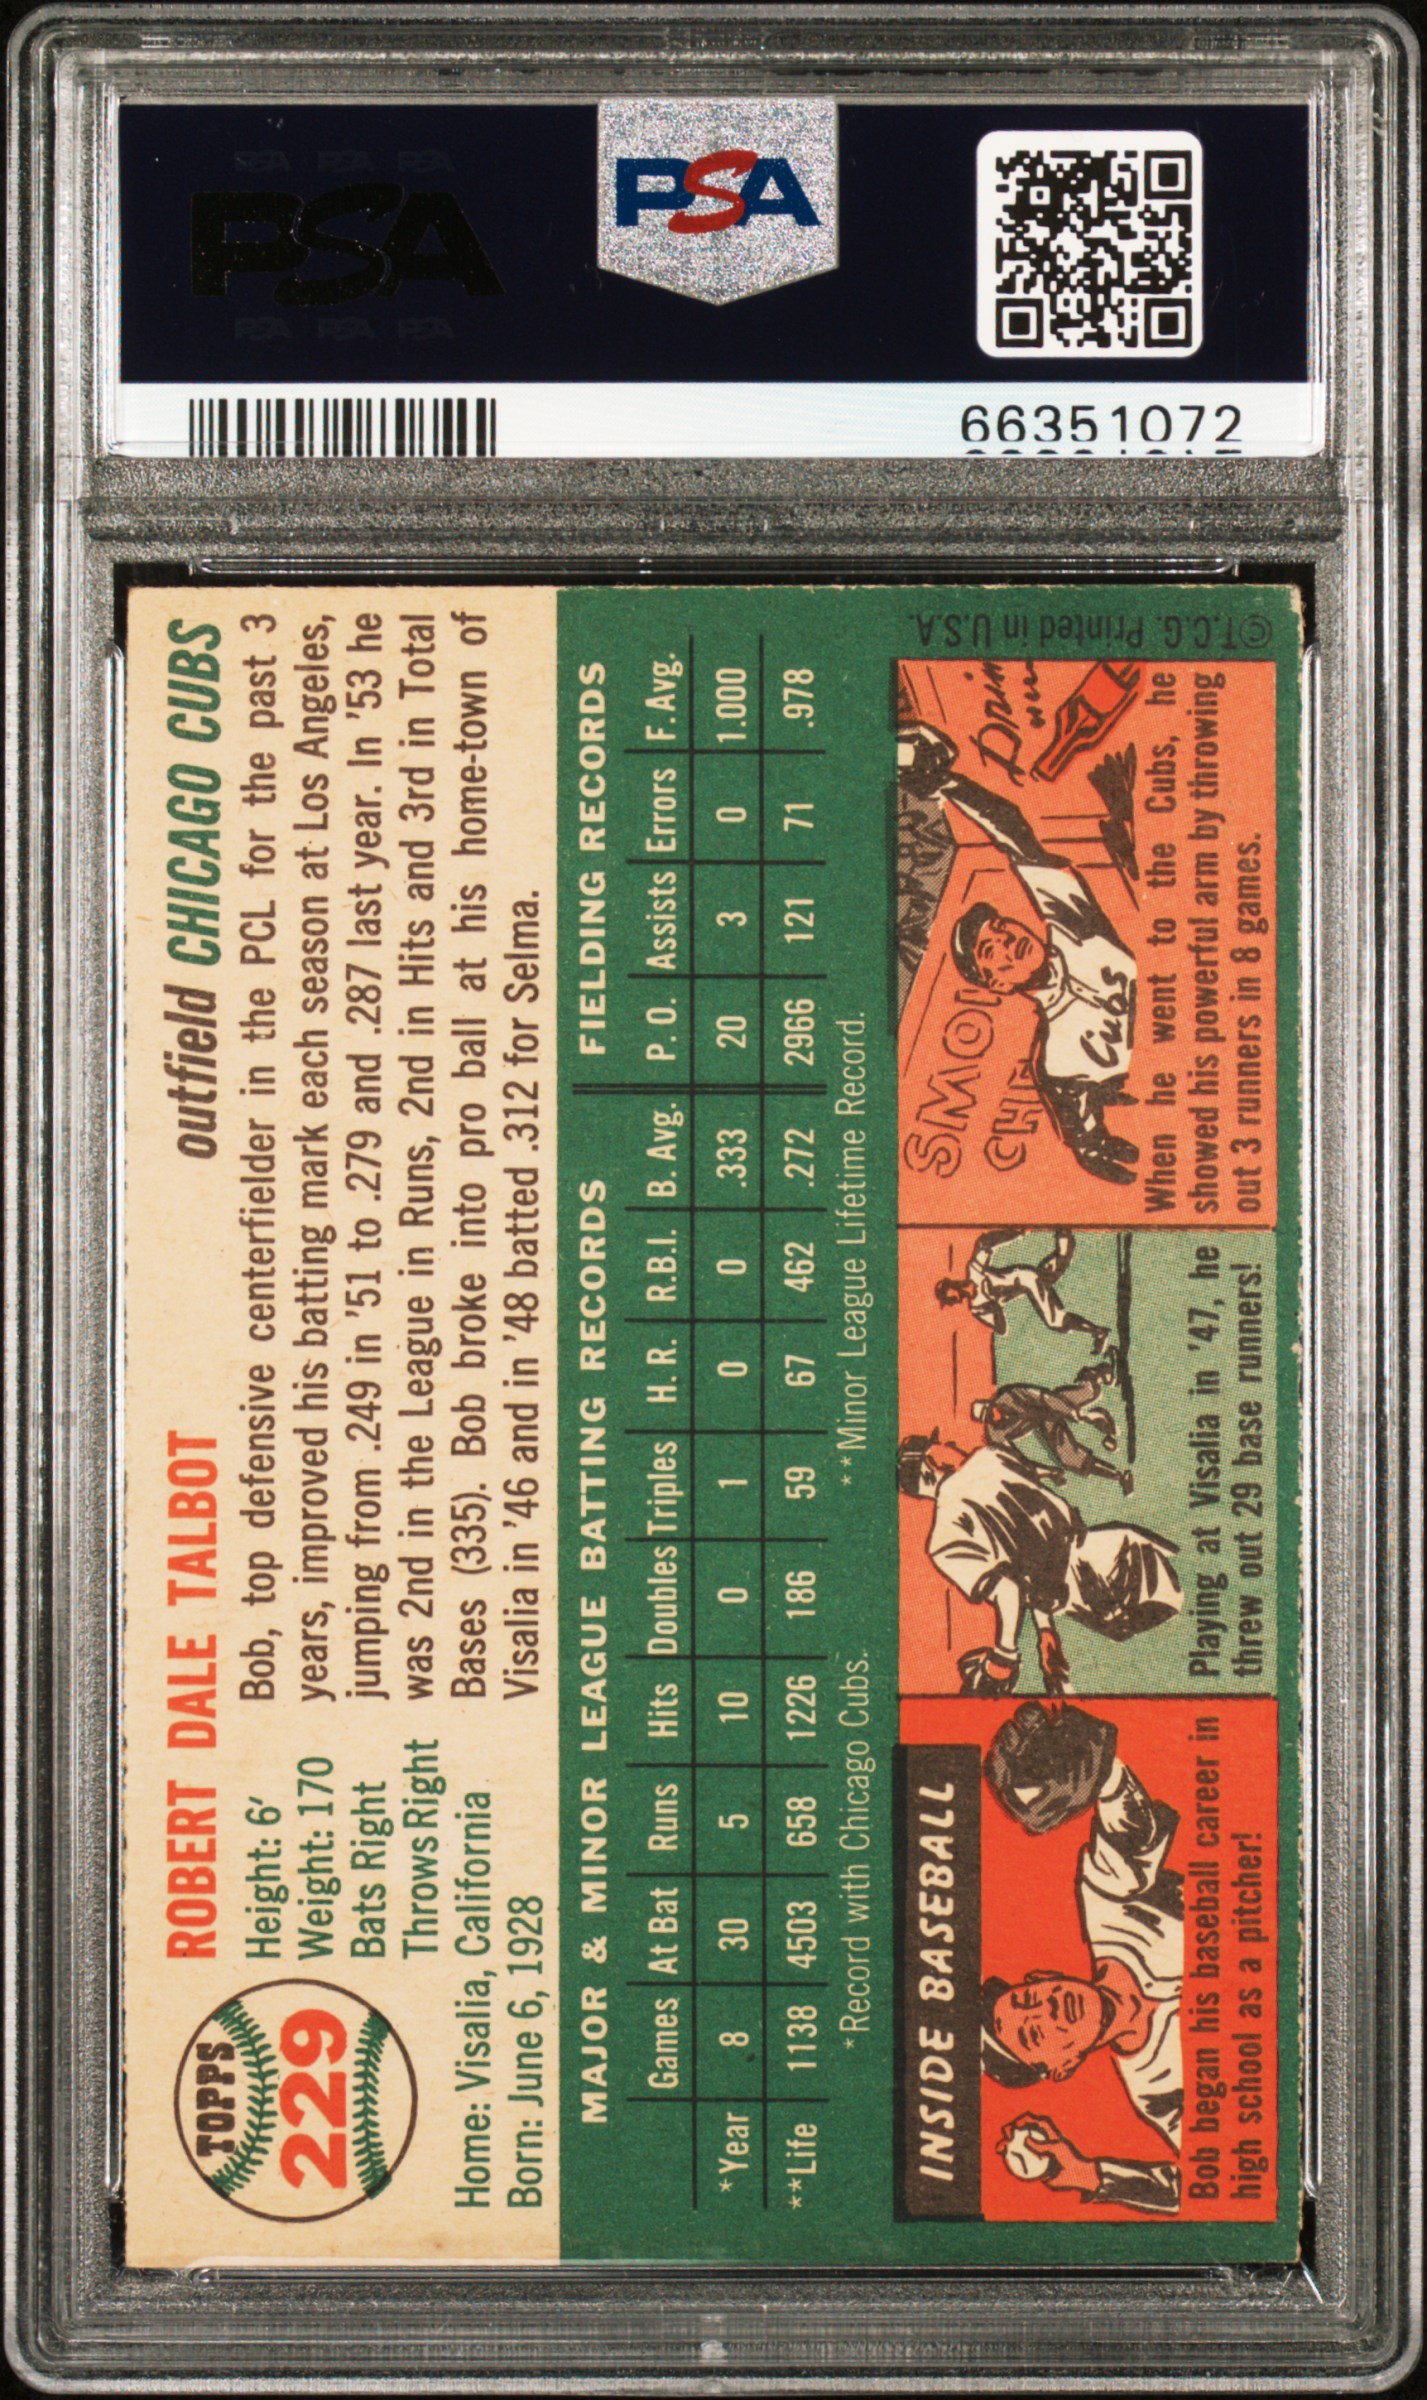 PSA PSA PSA
PSA
PSA PSA PSA
PSA
66351072
TOPPS
229
ROBERT DALE TALBOT
outfield CHICAGO CUBS
Height: 6'
Weight: 170
Bats Right
Throws Right
Home: Visalia, California
Born: June 6, 1928
Bob, top defensive centerfielder in the PCL for the past 3
years, improved his batting mark each season at Los Angeles,
jumping from .249 in '51 to .279 and .287 last year. In '53 he
was 2nd in the League in Runs, 2nd in Hits and 3rd in Total
Bases (335). Bob broke into pro ball at his home-town of
Visalia in '46 and in '48 batted .312 for Selma.
MAJOR & MINOR LEAGUE BATTING RECORDS FIELDING RECORDS
Games At Bat Runs Hits Doubles Triples H. R. R.B.I. B. Avg. P. O. Assists Errors F. Avg.
*Year 8 30 5 10 0 1 0 0 .333 20 3 0 1.000
**Life 1138 4503 658 1226 186 59 67 462 .272 2966 121 71 .978
*Record with Chicago Cubs. **Minor League Lifetime Record.
INSIDE BASEBALL
Bob began his baseball career in
high school as a pitcher!
Playing at Visalia in '47, he
threw out 29 base runners!
SMO
CHE
Drin
Cubs
When he went to the Cubs, he
showed his powerful arm by throwing
out 3 runners in 8 games.
©T.C.G. Printed in U.S.A.